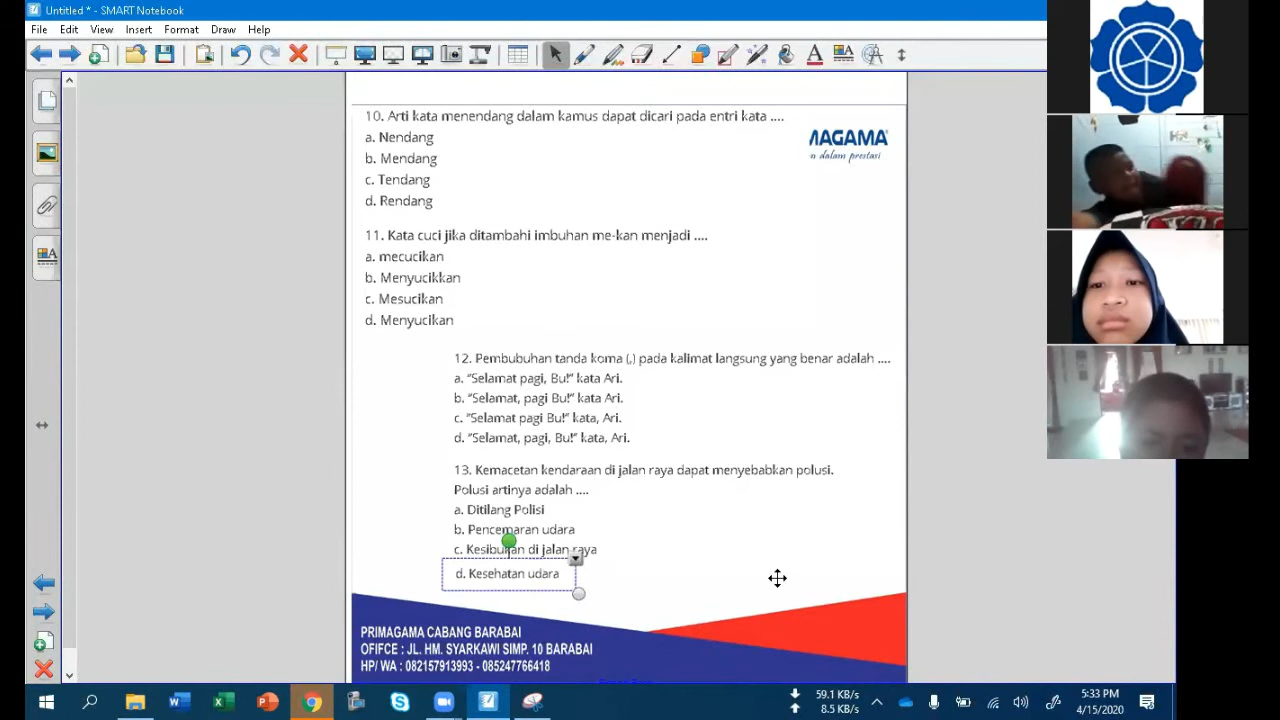 Untitled * - SMART Notebook
File Edit View Insert Format Draw Help
10. Arti kata menendang dalam kamus dapat dicari pada entri kata ....
a. Nendang
b. Mendang
c. Tendang
d. Rendang
AGAMA
dalam prestasi
11. Kata cuci jika ditambahi imbuhan me-kan menjadi ....
a. mecucikan
b. Menyucikkan
c. Mesucikan
d. Menyucikan
12. Pembubuhan tanda koma (,) pada kalimat langsung yang benar adalah ....
a. “Selamat pagi, Bu!” kata Ari.
b. “Selamat, pagi Bu!” kata Ari.
c. “Selamat pagi Bu!” kata, Ari.
d. “Selamat, pagi, Bu!” kata, Ari.
13. Kemacetan kendaraan di jalan raya dapat menyebabkan polusi.
Polusi artinya adalah ....
a. Ditilang Polisi
b. Pencemaran udara
c. Kesibukan di jalan raya
d. Kesehatan udara
PRIMAGAMA CABANG BARABAI
OFIFCE : JL. HM. SYARKAWI SIMP. 10 BARABAI
HP/ WA : 082157913993 - 085247766418
59.1 KB/s
8.5 KB/s
5:33 PM
4/15/2020